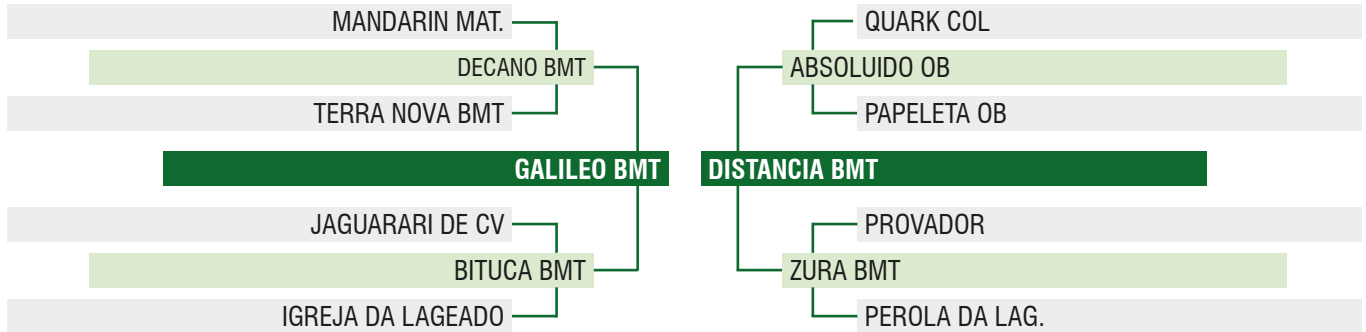 MANDARIN MAT.
DECANO BMT
TERRA NOVA BMT
GALILEO BMT
JAGUARARI DE CV
BITUCA BMT
IGREJA DA LAGEADO
QUARK COL
ABSOLUIDO OB
PAPELETA OB
DISTANCIA BMT
PROVADOR
ZURA BMT
PEROLA DA LAG.